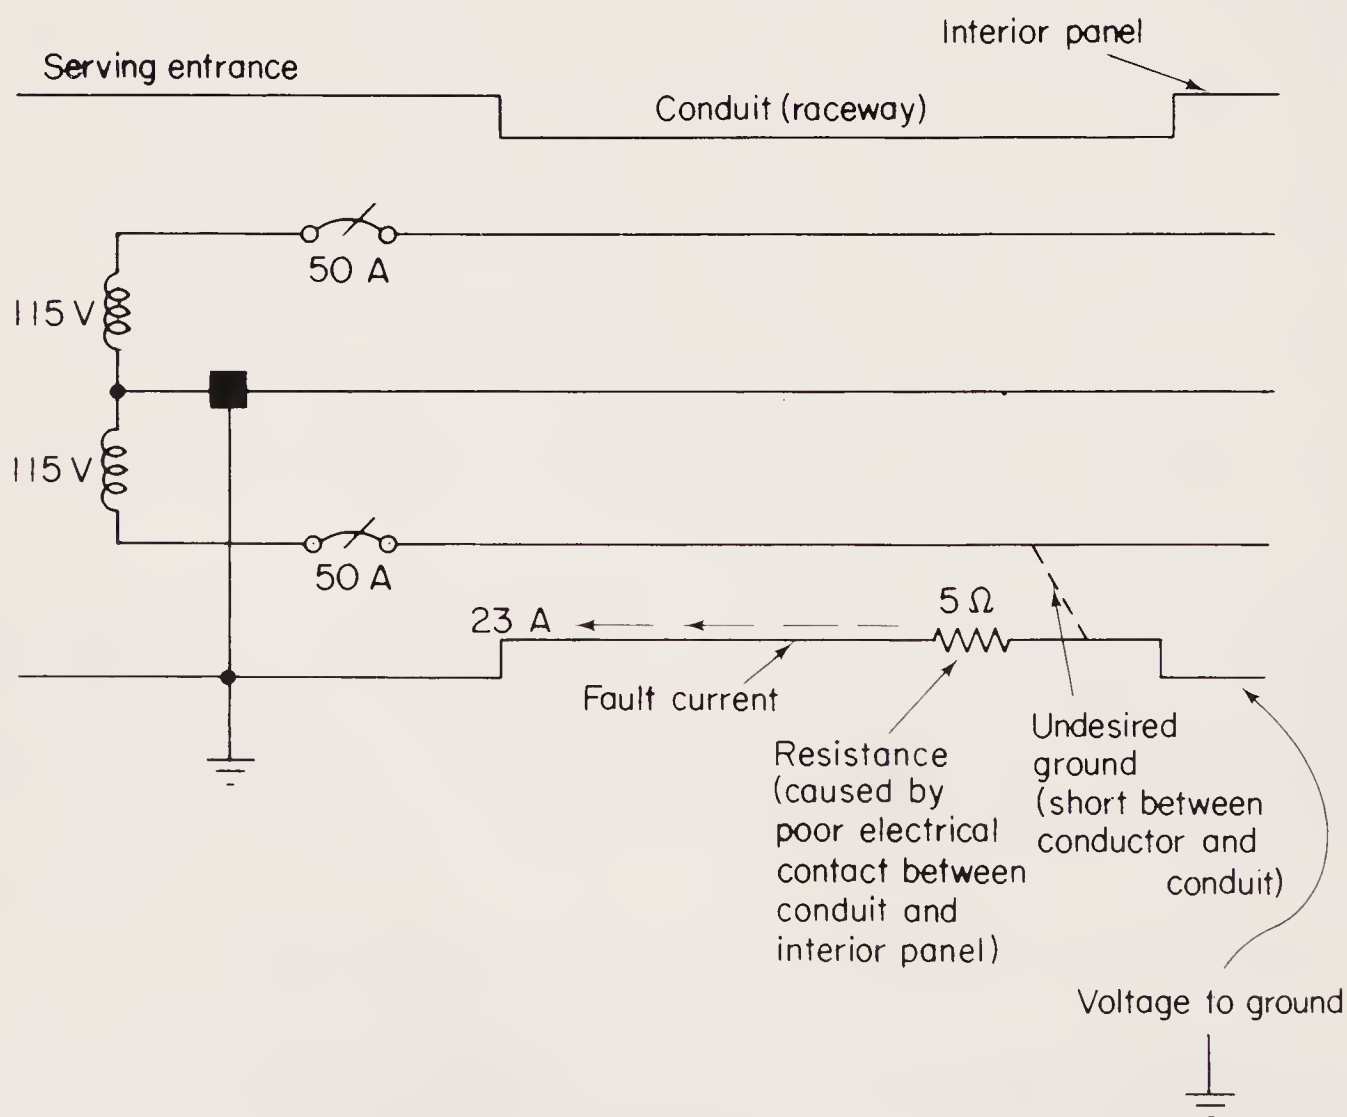 Interior panel
Serving entrance
Conduit (raceway)
50 A
115 V
115 V
50 A
23 A
5 Ω
Fault current
Resistance
(caused by
poor electrical
contact between
conduit and
interior panel)
Undesired
ground
(short between
conductor and
conduit)
Voltage to ground